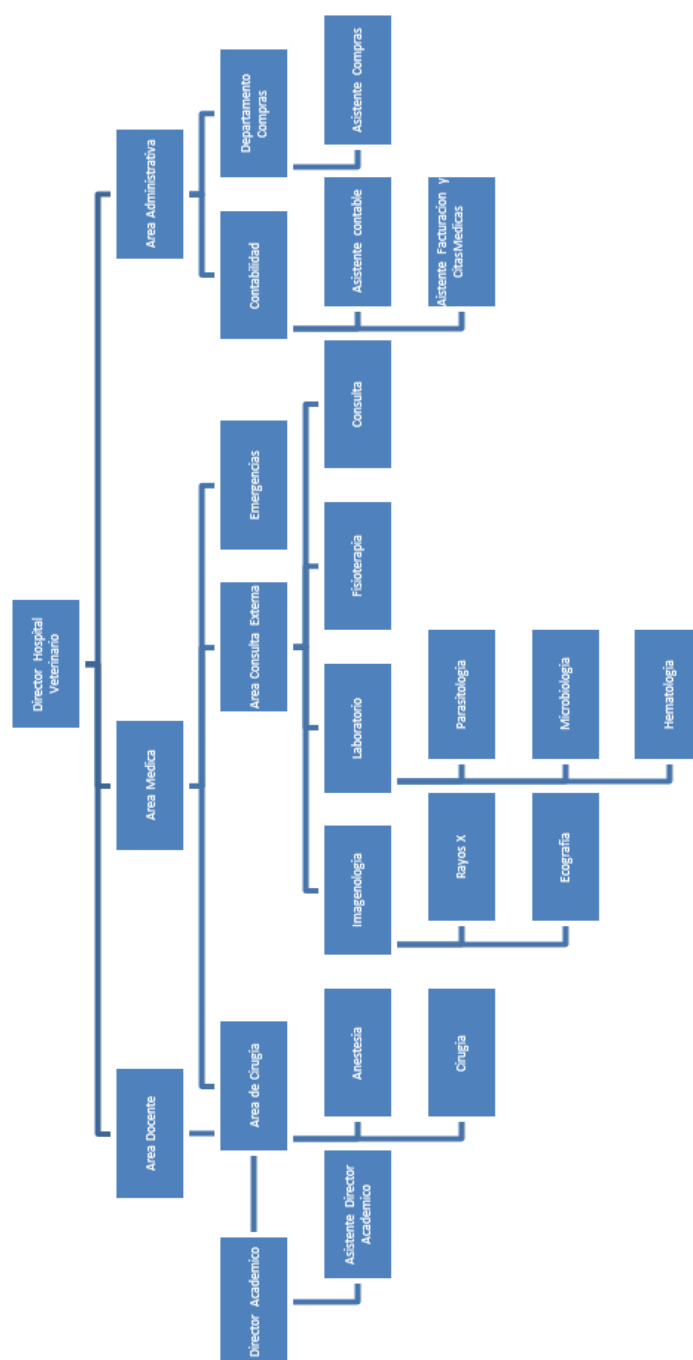 Director Hospital
Veterinario
Area Docente
Area Medica
Area Administrativa
Director Academico
Area de Cirugia
Area Consulta Externa
Emergencias
Contabilidad
Departamento
Compras
Asistente Director
Academico
Anestesia
Cirugia
Imagenologia
Laboratorio
Fisioterapia
Consulta
Rayos X
Ecografia
Parasitologia
Microbiologia
Hematologia
Asistente contable
Aistente Facturacion y
CitasMedicas
Asistente Compras